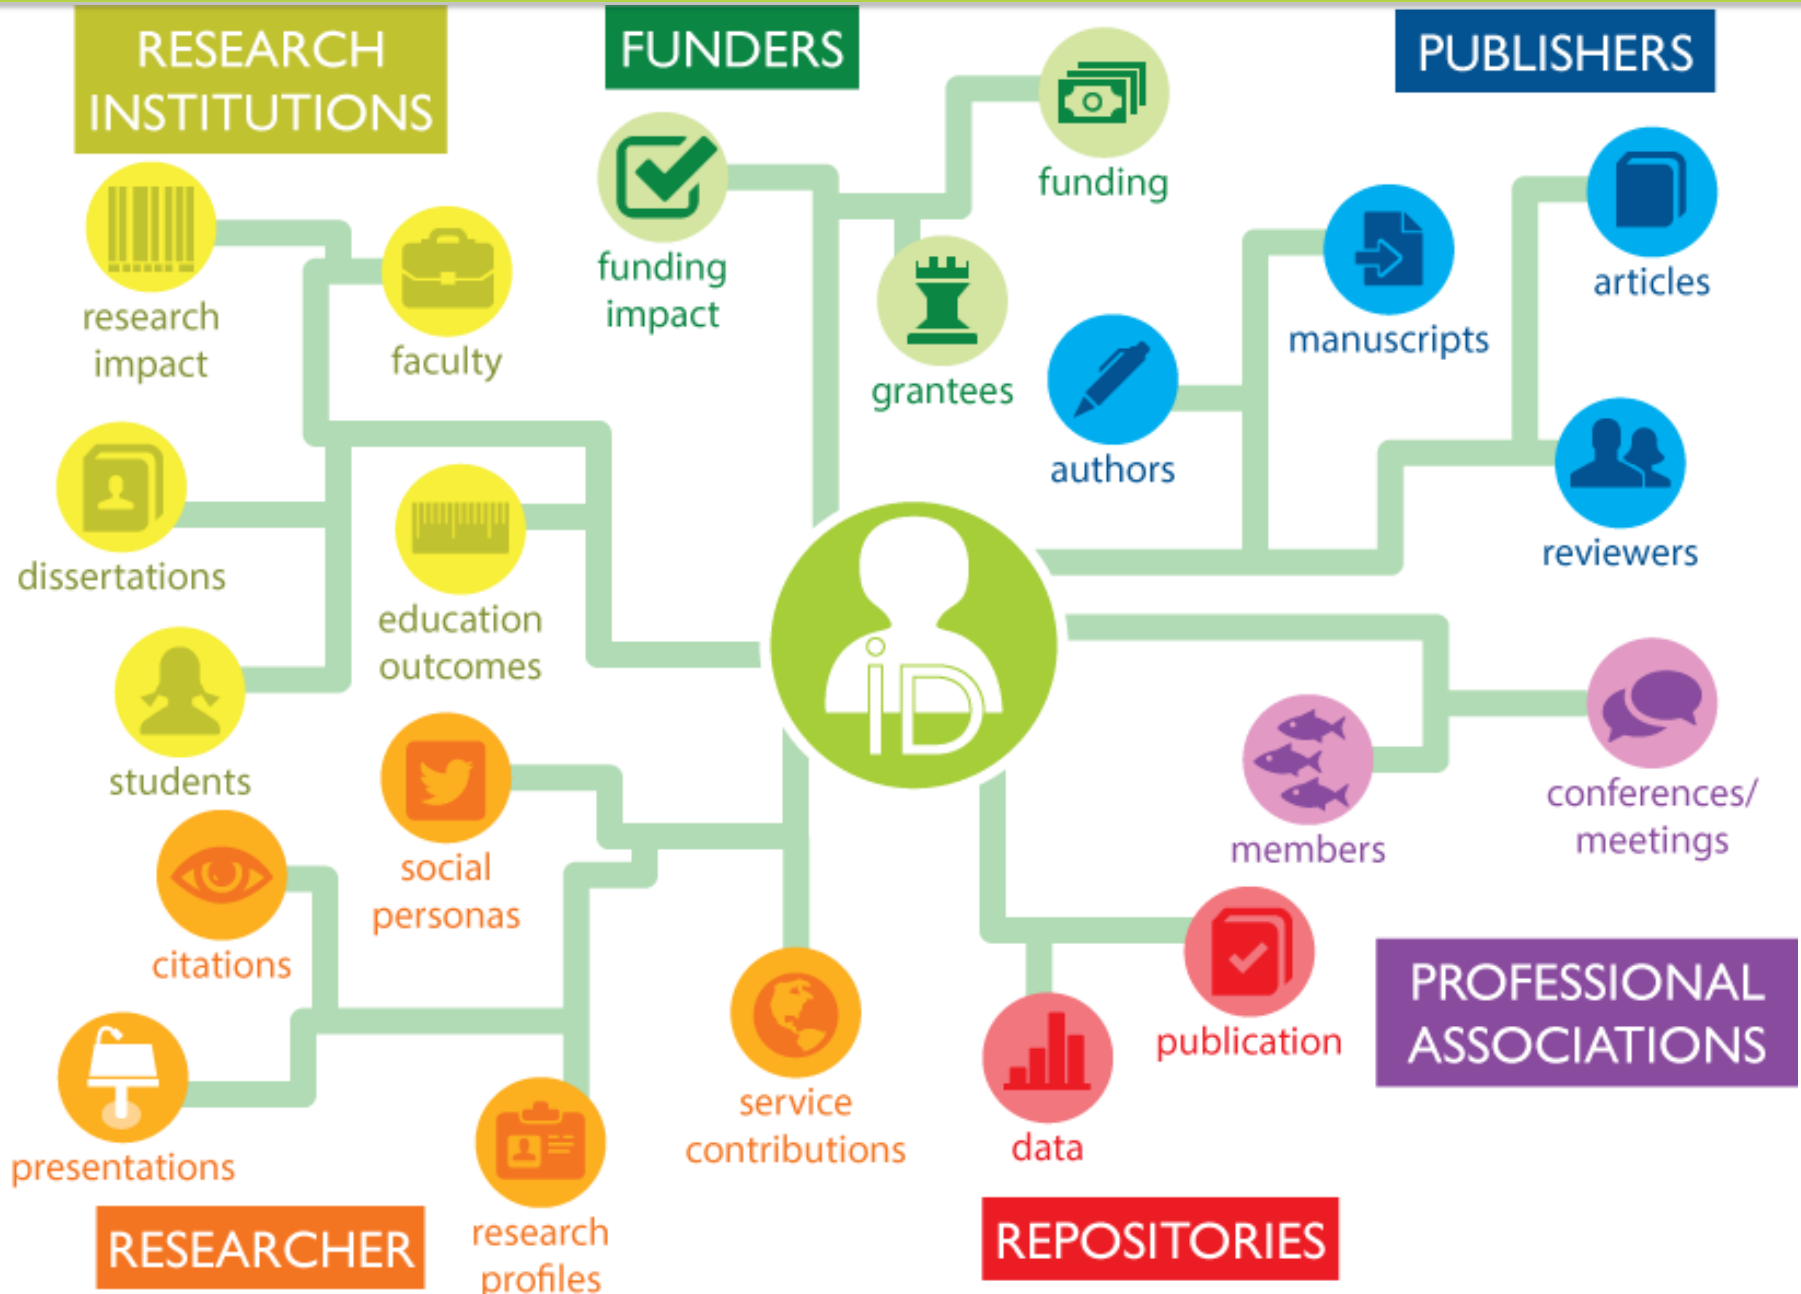 RESEARCH
INSTITUTIONS
research
impact
faculty
dissertations
education
outcomes
students
FUNDERS
funding
impact
funding
grantees
PUBLISHERS
articles
manuscripts
authors
reviewers
iD
social
personas
citations
presentations
research
profiles
service
contributions
RESEARCHER
data
publication
REPOSITORIES
members
conferences/
meetings
PROFESSIONAL
ASSOCIATIONS